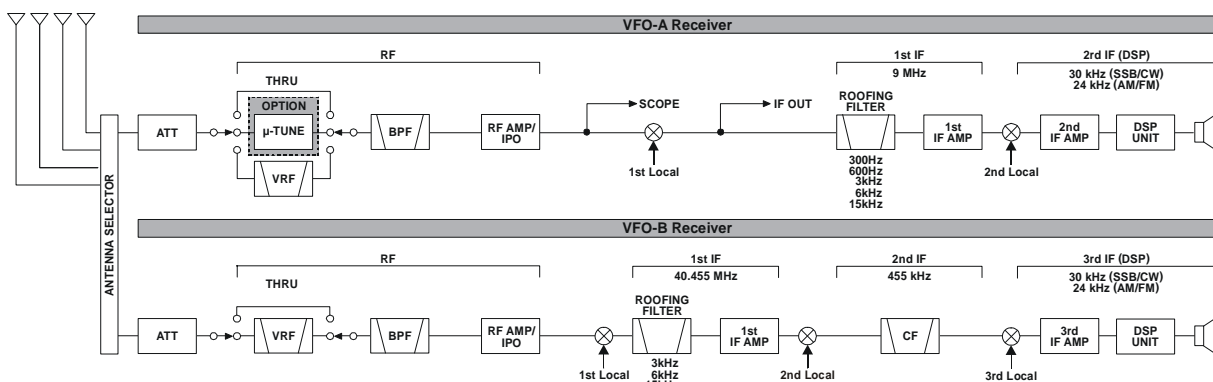 VFO-A Receiver
RF
1st IF
9 MHz
2rd IF (DSP)
30 kHz (SSB/CW)
24 kHz (AM/FM)
THRU
OPTION
µ-TUNE
VRF
ATT
BPF
RF AMP/
IPO
SCOPE
1st Local
IF OUT
ROOFING
FILTER
300Hz
600Hz
3kHz
6kHz
15kHz
1st
IF AMP
2nd Local
2nd
IF AMP
DSP
UNIT
ANTENNA SELECTOR
VFO-B Receiver
RF
1st IF
40.455 MHz
2nd IF
455 kHz
3rd IF (DSP)
30 kHz (SSB/CW)
24 kHz (AM/FM)
THRU
ATT
VRF
BPF
RF AMP/
IPO
1st Local
ROOFING
FILTER
3kHz
6kHz
1st
IF AMP
2nd Local
CF
3rd Local
3rd
IF AMP
DSP
UNIT